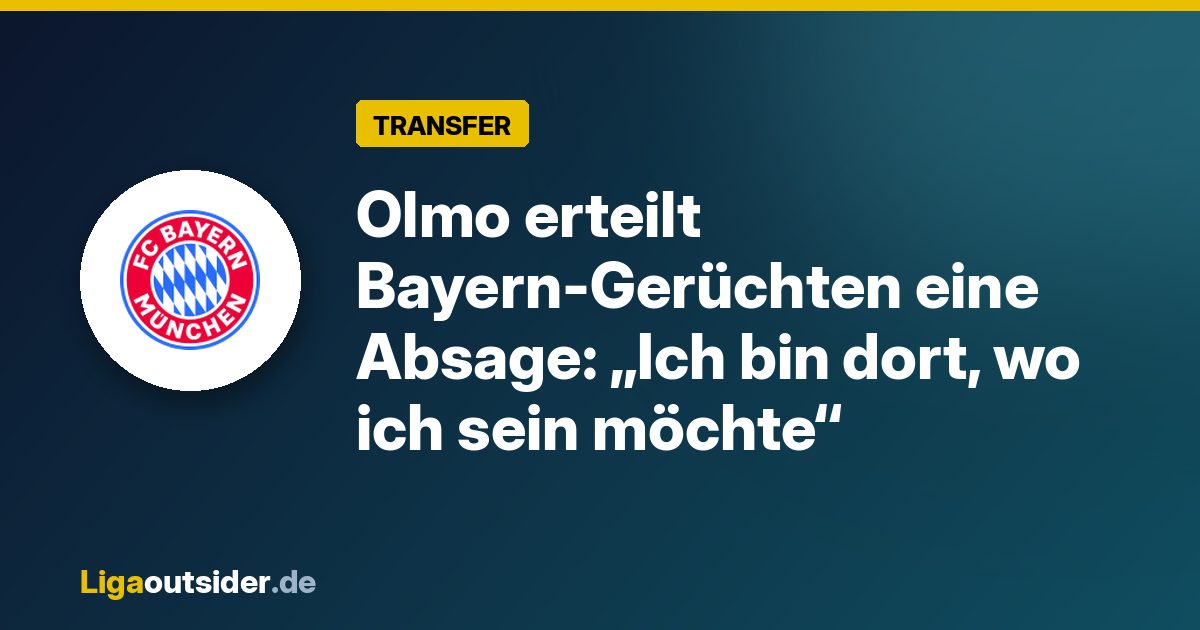 TRANSFER
Olmo erteilt
Bayern-Gerüchten eine
Absage: „Ich bin dort, wo
ich sein möchte“
FC BAYERN
MÜNCHEN
Ligaoutsider.de